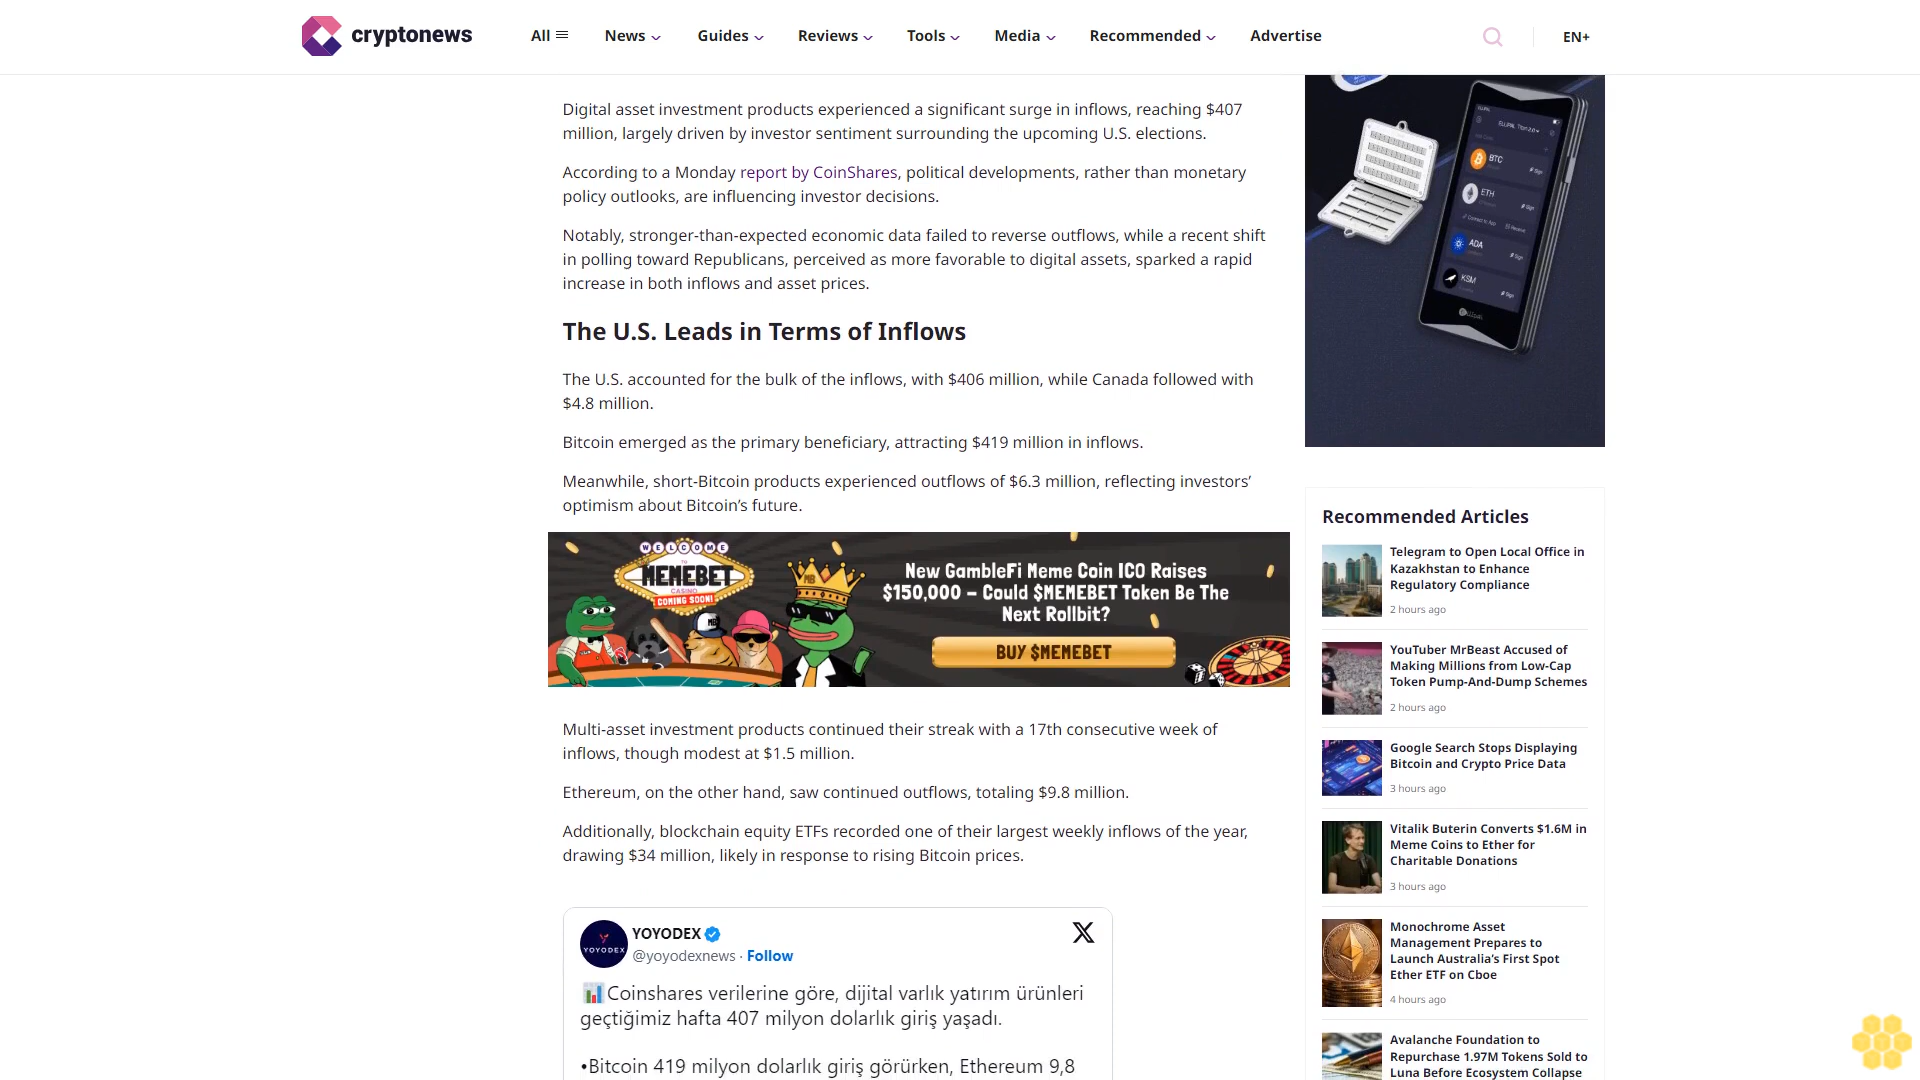 cryptonews
All
News
Guides
Reviews
Tools
Media
Recommended
Advertise
EN+
Digital asset investment products experienced a significant surge in inflows, reaching $407
million, largely driven by investor sentiment surrounding the upcoming U.S. elections.
According to a Monday report by CoinShares, political developments, rather than monetary
policy outlooks, are influencing investor decisions.
Notably, stronger-than-expected economic data failed to reverse outflows, while a recent shift
in polling toward Republicans, perceived as more favorable to digital assets, sparked a rapid
increase in both inflows and asset prices.
The U.S. Leads in Terms of Inflows
The U.S. accounted for the bulk of the inflows, with $406 million, while Canada followed with
$4.8 million.
Bitcoin emerged as the primary beneficiary, attracting $419 million in inflows.
Meanwhile, short-Bitcoin products experienced outflows of $6.3 million, reflecting investors’
optimism about Bitcoin’s future.
WELCOME
TO
MEMEBET
CASINO
COMING SOON!
MB
MB
New GambleFi Meme Coin ICO Raises
$150,000 – Could $MEMEBET Token Be The
Next Rollbit?
BUY $MEMEBET
Multi-asset investment products continued their streak with a 17th consecutive week of
inflows, though modest at $1.5 million.
Ethereum, on the other hand, saw continued outflows, totaling $9.8 million.
Additionally, blockchain equity ETFs recorded one of their largest weekly inflows of the year,
drawing $34 million, likely in response to rising Bitcoin prices.
YOYODEX
YOYODEX
@yoyodexnews · Follow
📊Coinshares verilerine göre, dijital varlık yatırım ürünleri
geçtiğimiz hafta 407 milyon dolarlık giriş yaşadı.
•Bitcoin 419 milyon dolarlık giriş görürken, Ethereum 9,8
ELLIPAL Titan 2.0
BTC
Sign
ETH
Sign
Connect to App
Receive
ADA
Sign
KSM
Sign
Ellipal
Recommended Articles
Telegram to Open Local Office in
Kazakhstan to Enhance
Regulatory Compliance
2 hours ago
YouTuber MrBeast Accused of
Making Millions from Low-Cap
Token Pump-And-Dump Schemes
2 hours ago
Google Search Stops Displaying
Bitcoin and Crypto Price Data
3 hours ago
Vitalik Buterin Converts $1.6M in
Meme Coins to Ether for
Charitable Donations
3 hours ago
Monochrome Asset
Management Prepares to
Launch Australia’s First Spot
Ether ETF on Cboe
4 hours ago
Avalanche Foundation to
Repurchase 1.97M Tokens Sold to
Luna Before Ecosystem Collapse